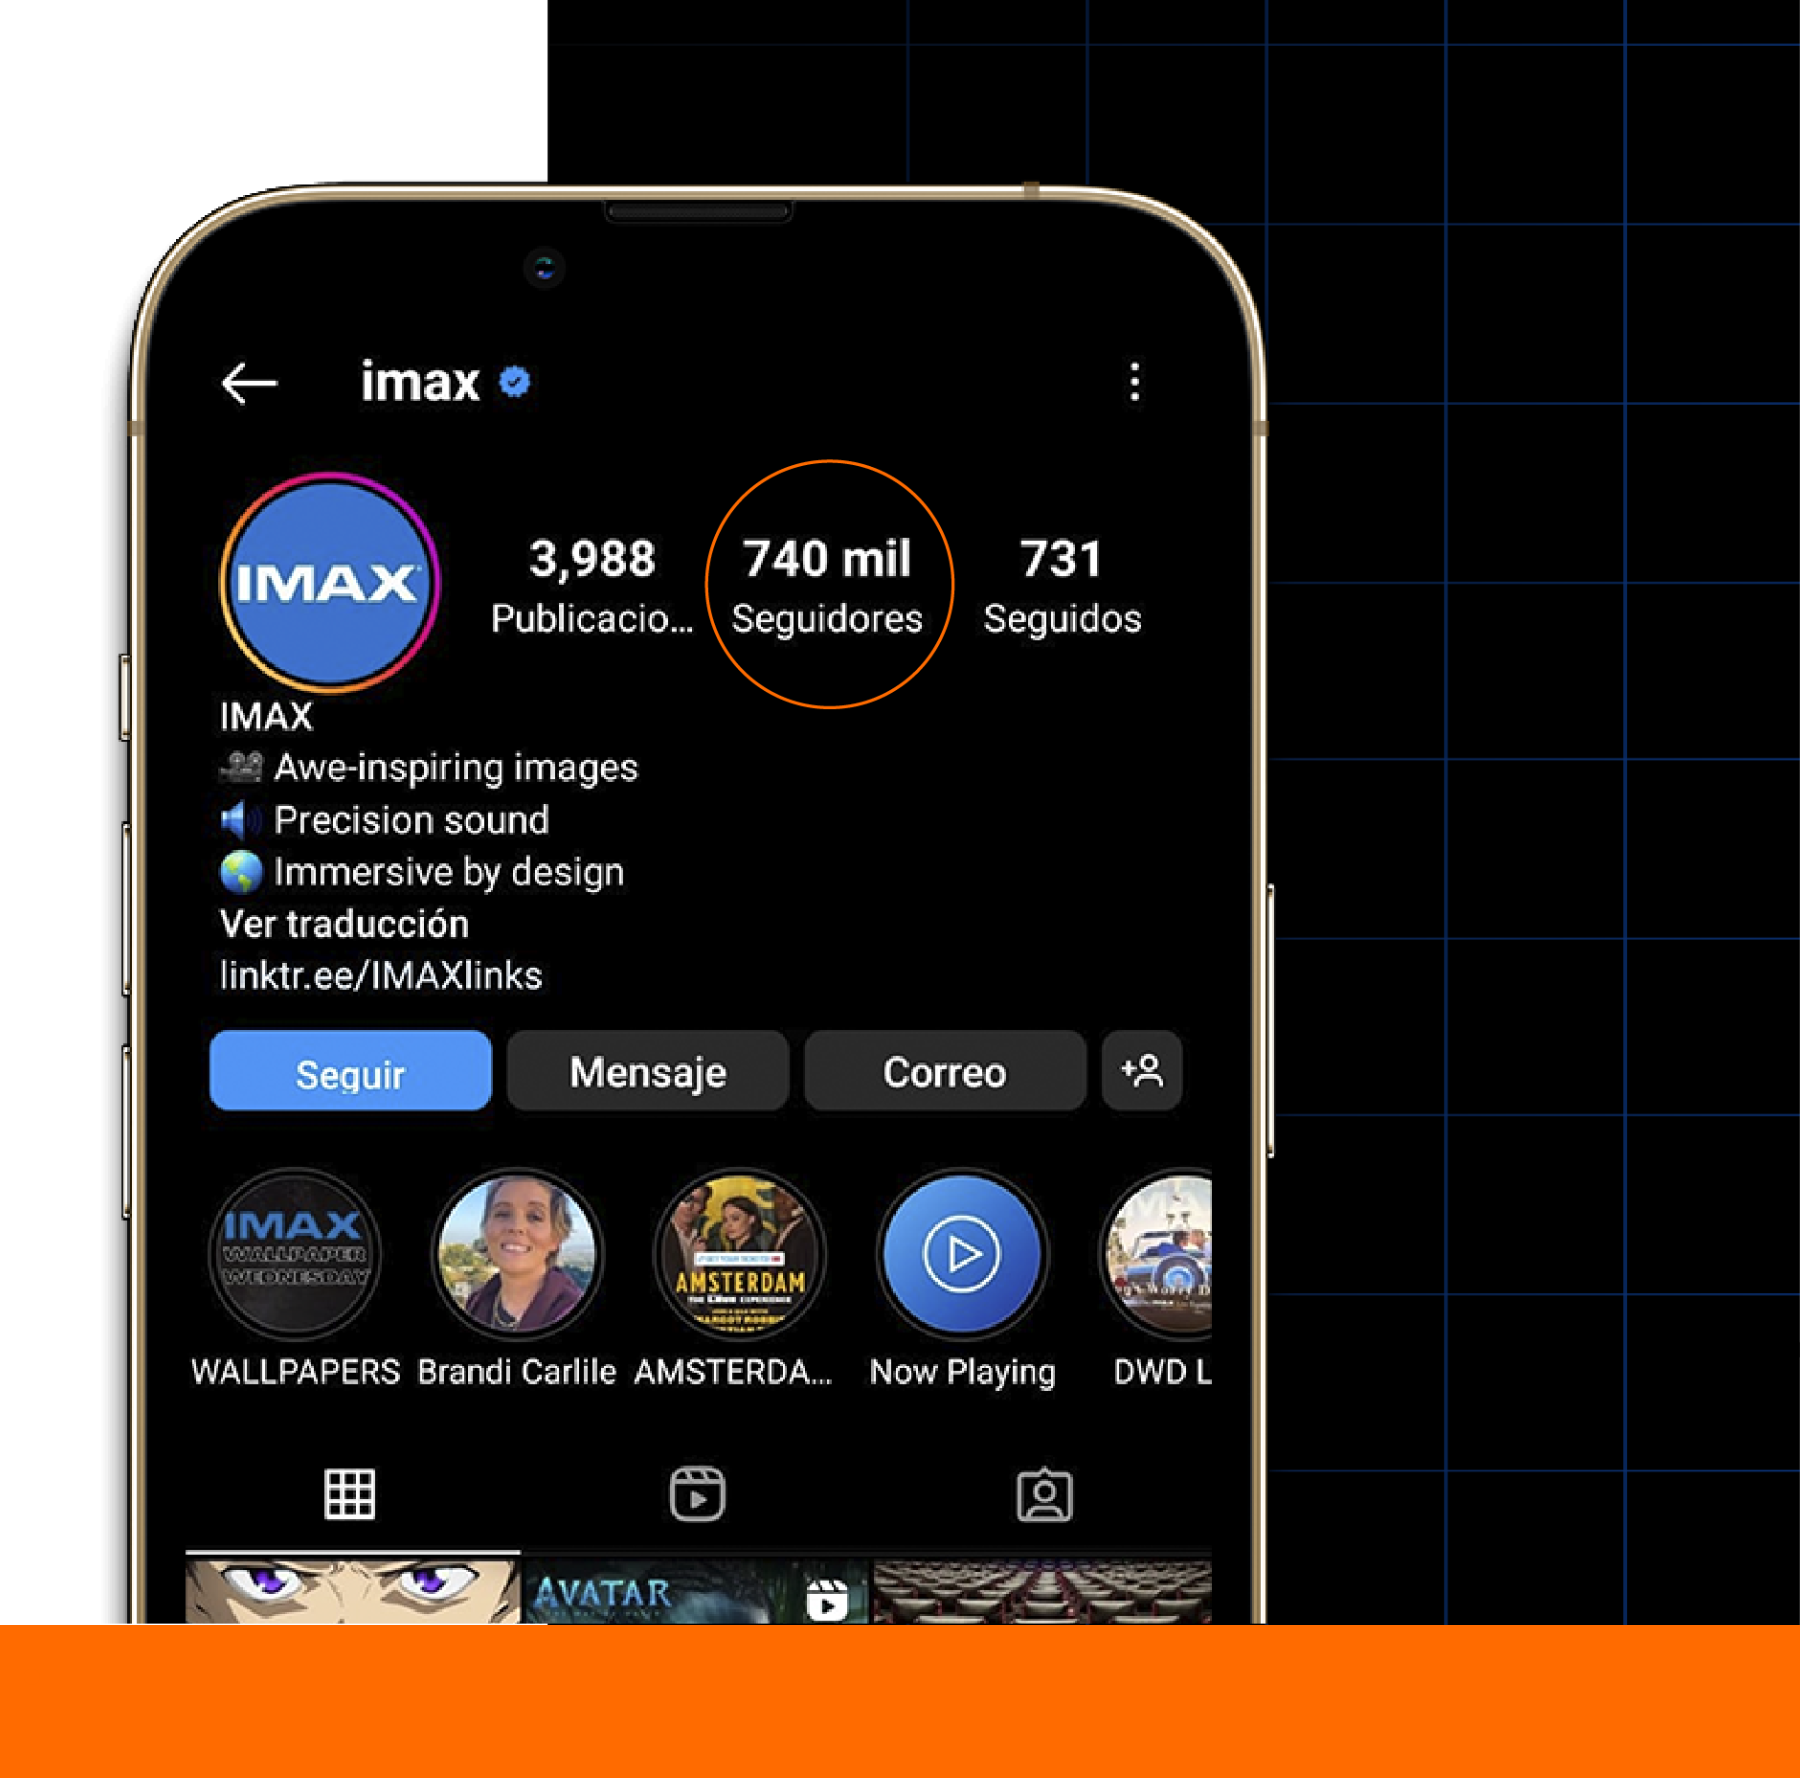 imax
IMAX
3,988
Publicacio...
740 mil
Seguidores
731
Seguidos
IMAX
Awe-inspiring images
Precision sound
Immersive by design
Ver traducción
linktr.ee/IMAXlinks
Seguir
Mensaje
Correo
IMAX
WALLPAPER
WEDNESDAY
AMSTERDAM
WALLPAPERS
Brandi Carlile
AMSTERDA...
Now Playing
DWD L
AVATAR